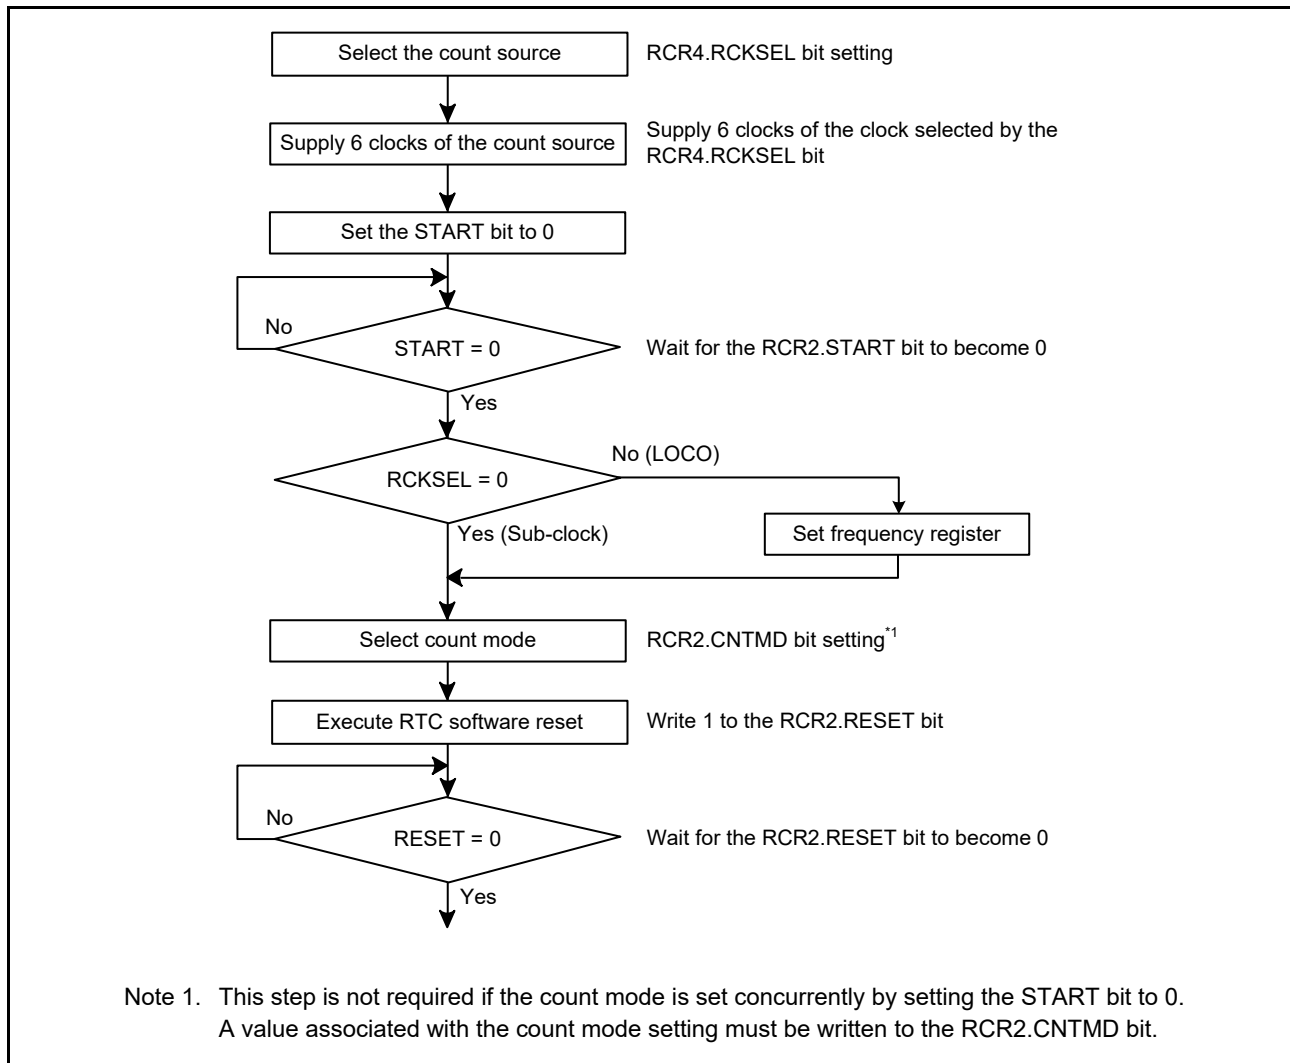 Select the count source
RCR4.RCKSEL bit setting
Supply 6 clocks of the count source
Supply 6 clocks of the clock selected by the
RCR4.RCKSEL bit
Set the START bit to 0
No
START = 0
Wait for the RCR2.START bit to become 0
Yes
No (LOCO)
RCKSEL = 0
Yes (Sub-clock)
Set frequency register
Select count mode
RCR2.CNTMD bit setting*1
Execute RTC software reset
Write 1 to the RCR2.RESET bit
No
RESET = 0
Wait for the RCR2.RESET bit to become 0
Yes
Note 1. This step is not required if the count mode is set concurrently by setting the START bit to 0.
A value associated with the count mode setting must be written to the RCR2.CNTMD bit.